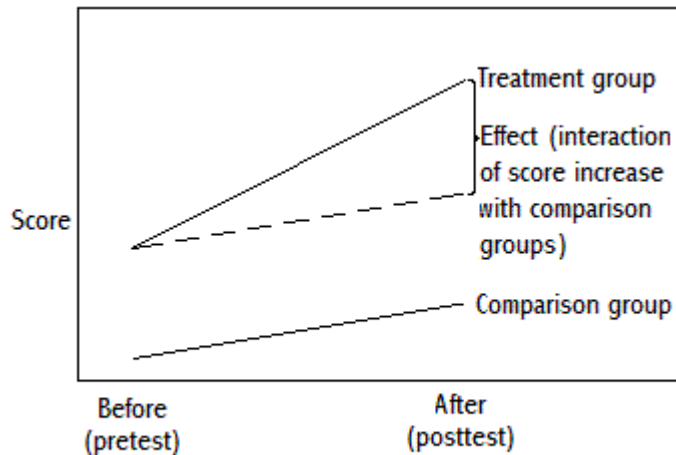 Treatment group
Effect (interaction
of score increase
with comparison
groups)
Score
Comparison group
Before
(pretest)
After
(posttest)